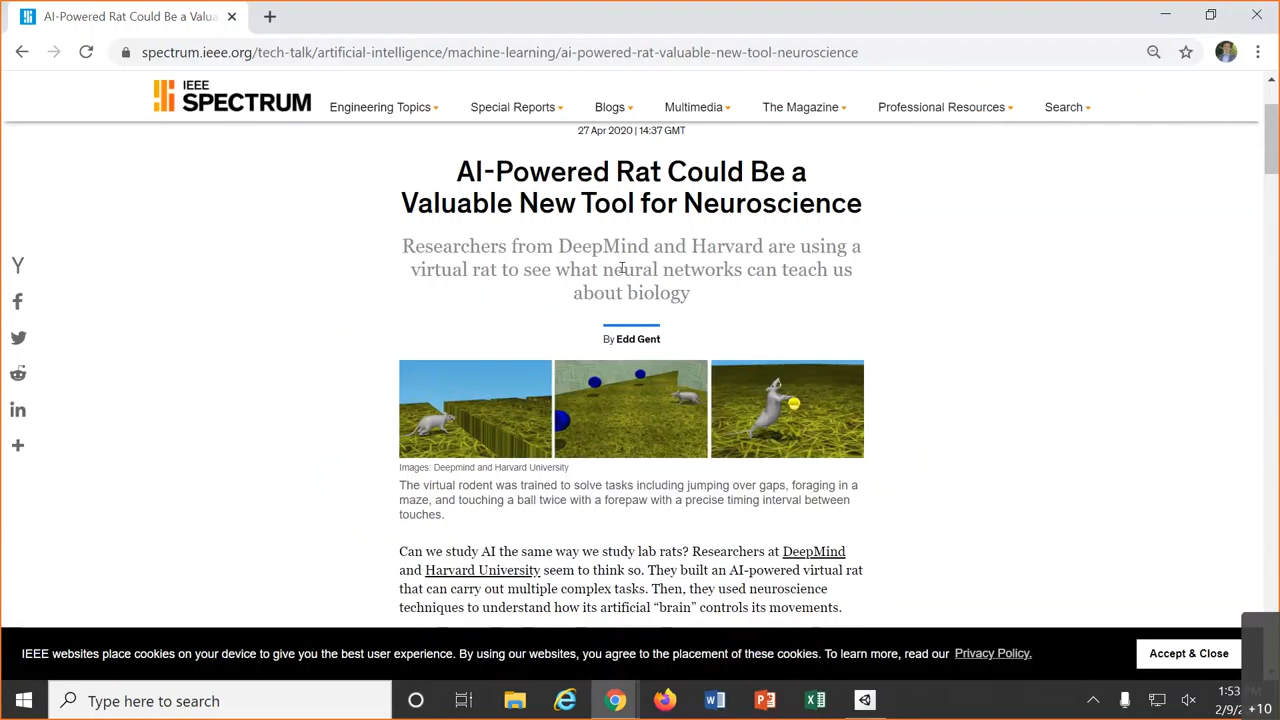 AI-Powered Rat Could Be a Valua
spectrum.ieee.org/tech-talk/artificial-intelligence/machine-learning/ai-powered-rat-valuable-new-tool-neuroscience
IEEE
SPECTRUM
Engineering Topics Special Reports Blogs Multimedia The Magazine Professional Resources Search
27 Apr 2020 | 14:37 GMT
AI-Powered Rat Could Be a
Valuable New Tool for Neuroscience
Researchers from DeepMind and Harvard are using a
virtual rat to see what neural networks can teach us
about biology
By Edd Gent
Images: Deepmind and Harvard University
The virtual rodent was trained to solve tasks including jumping over gaps, foraging in a
maze, and touching a ball twice with a forepaw with a precise timing interval between
touches.
Can we study AI the same way we study lab rats? Researchers at DeepMind
and Harvard University seem to think so. They built an AI-powered virtual rat
that can carry out multiple complex tasks. Then, they used neuroscience
techniques to understand how its artificial “brain” controls its movements.
IEEE websites place cookies on your device to give you the best user experience. By using our websites, you agree to the placement of these cookies. To learn more, read our Privacy Policy.
Accept & Close
Type here to search
1:53
2/9/2
+10